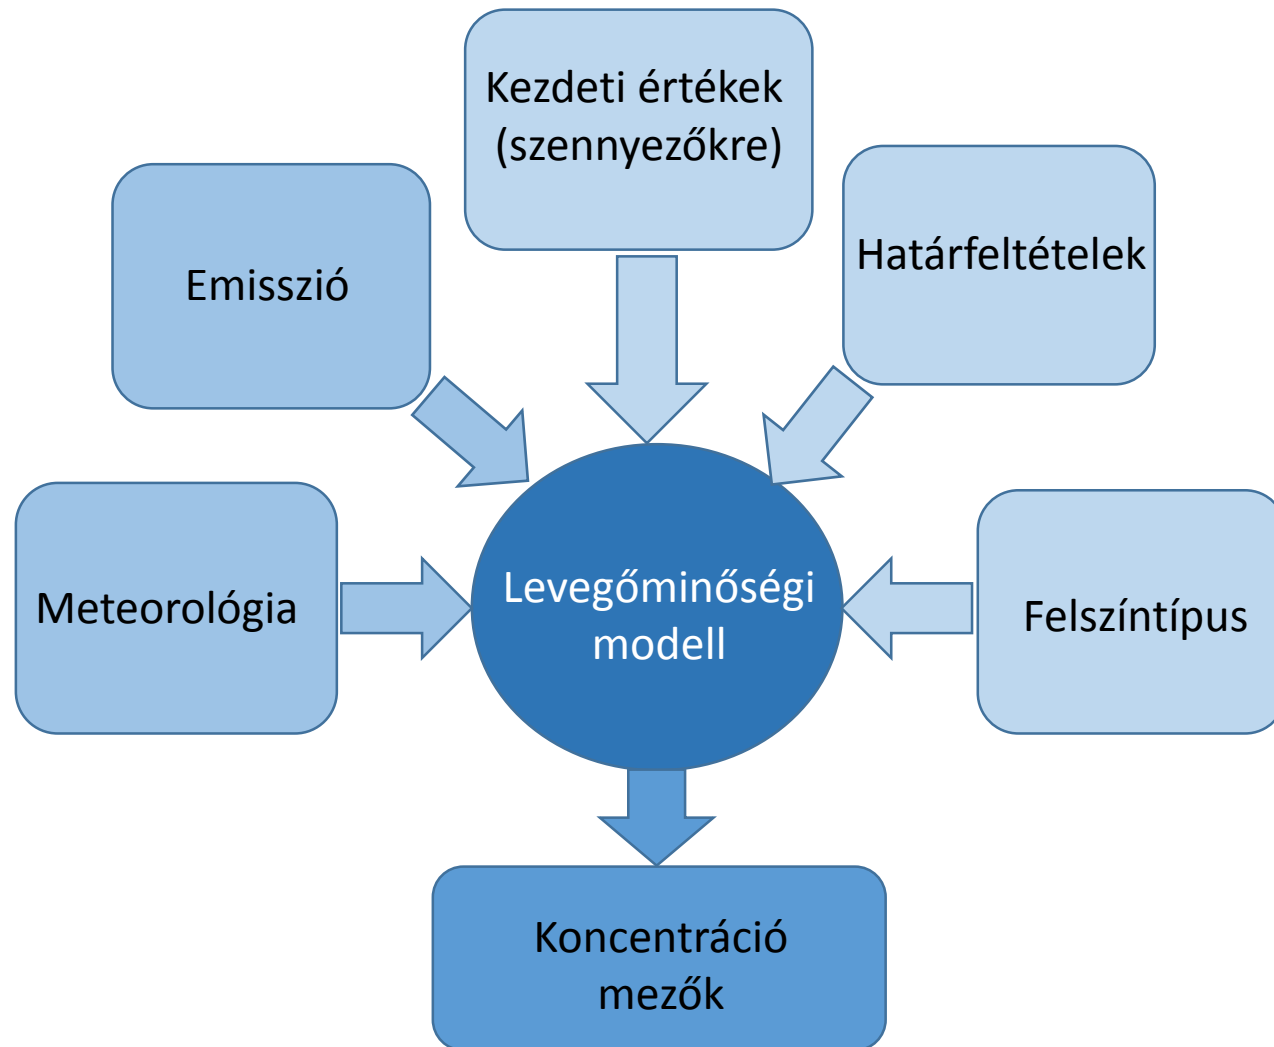 Kezdeti értékek
(szennyezőkre)
Emisszió
Határfeltételek
Meteorológia
Levegőminőségi
modell
Felszíntípus
Koncentráció
mezők